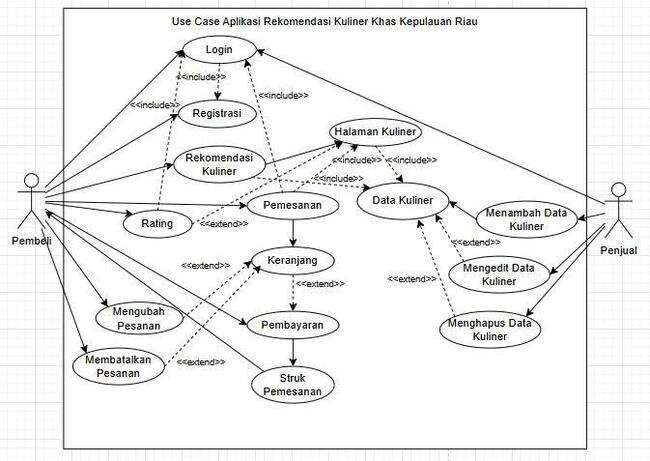 Use Case Aplikasi Rekomendasi Kuliner Khas Kepulauan Riau
Login
<<include>>
<<include>>
<<include>>
Registrasi
Halaman Kuliner
Rekomendasi
Kuliner
<<include>>
<<include>>
<<include>>
Data Kuliner
Pemesanan
Rating
<<extend>>
Menambah Data
Kuliner
Pembeli
Penjual
<<extend>>
Keranjang
<<extend>>
Mengedit Data
Kuliner
<<extend>>
<<extend>>
Mengubah
Pesanan
Pembayaran
Menghapus Data
Kuliner
Membatalkan
Pesanan
<<extend>>
Struk
Pemesanan